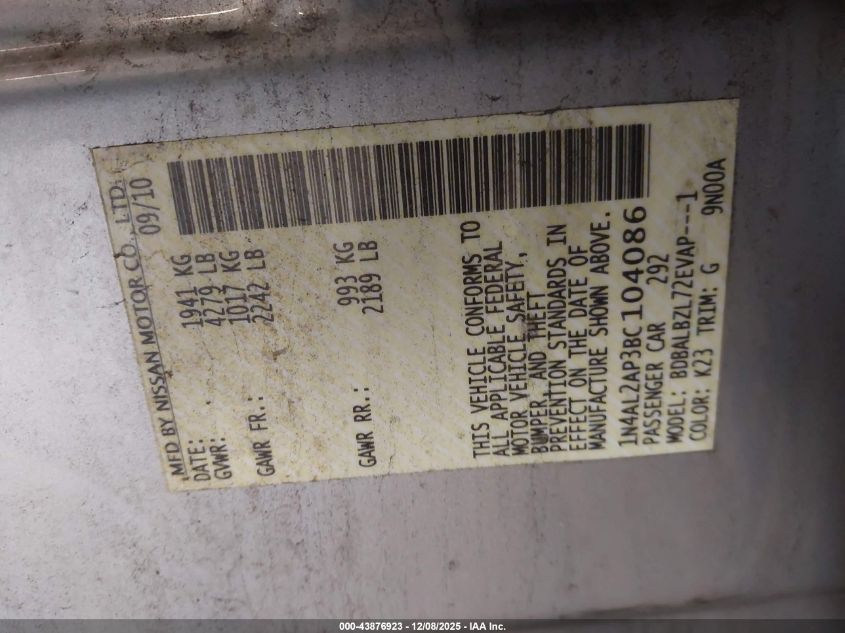 MFD BY NISSAN MOTOR CO., LTD.
DATE: 09/10
GVWR: 1941 KG
4279 LB
GAWR FR.: 1017 KG
2242 LB
GAWR RR.: 993 KG
2189 LB
THIS VEHICLE CONFORMS TO
ALL APPLICABLE FEDERAL
MOTOR VEHICLE SAFETY,
BUMPER, AND THEFT
PREVENTION STANDARDS IN
EFFECT ON THE DATE OF
MANUFACTURE SHOWN ABOVE.
1N4AL2AP3BC104086
PASSENGER CAR 292
MODEL: BDBALBZL72EVAP---1
COLOR: K23 TRIM: G 9N00A
000-43876923 - 12/08/2025 - IAA Inc.